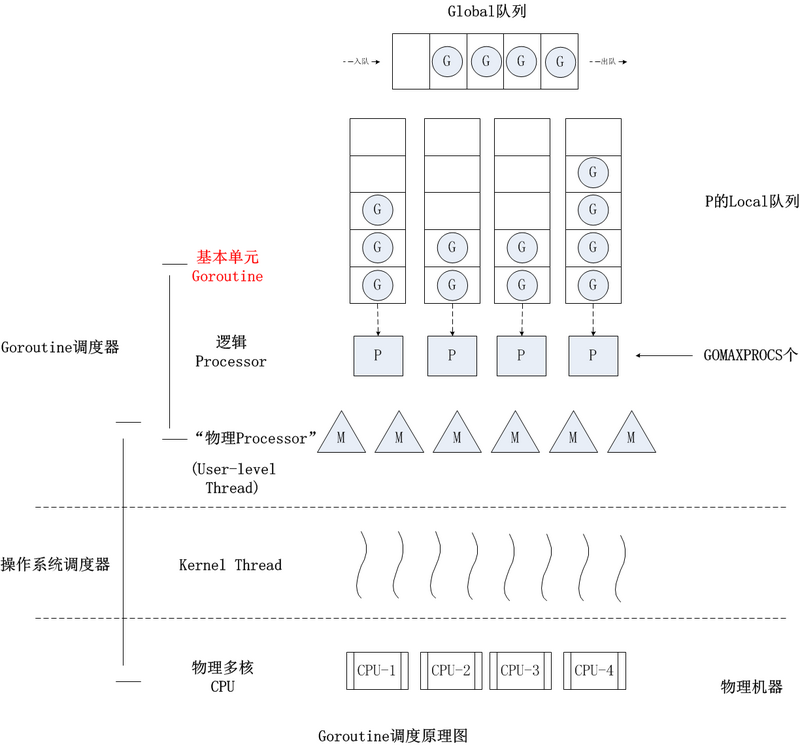 Global队列
入队
G G G G
出队
G
P的Local队列
G G
基本单元
Goroutine
G G G G
G G G G
逻辑
Processor
Goroutine调度器
P P P P
GOMAXPROCS个
“物理Processor”
M M M M M M
(User-level
Thread)
操作系统调度器
Kernel Thread
物理多核
CPU
CPU-1 CPU-2 CPU-3 CPU-4
物理机器
Goroutine调度原理图